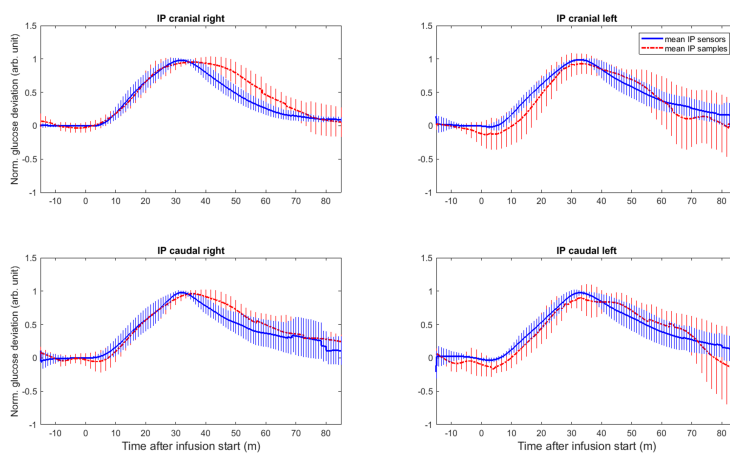 IP cranial right
1.5
1
0.5
0
-0.5
-1
Norm. glucose deviation (arb. unit)
-10 0 10 20 30 40 50 60 70 80
IP cranial left
mean IP sensors
mean IP samples
1.5
1
0.5
0
-0.5
-1
-10 0 10 20 30 40 50 60 70 80
IP caudal right
1.5
1
0.5
0
-0.5
-1
Norm. glucose deviation (arb. unit)
-10 0 10 20 30 40 50 60 70 80
Time after infusion start (m)
IP caudal left
1.5
1
0.5
0
-0.5
-1
-10 0 10 20 30 40 50 60 70 80
Time after infusion start (m)